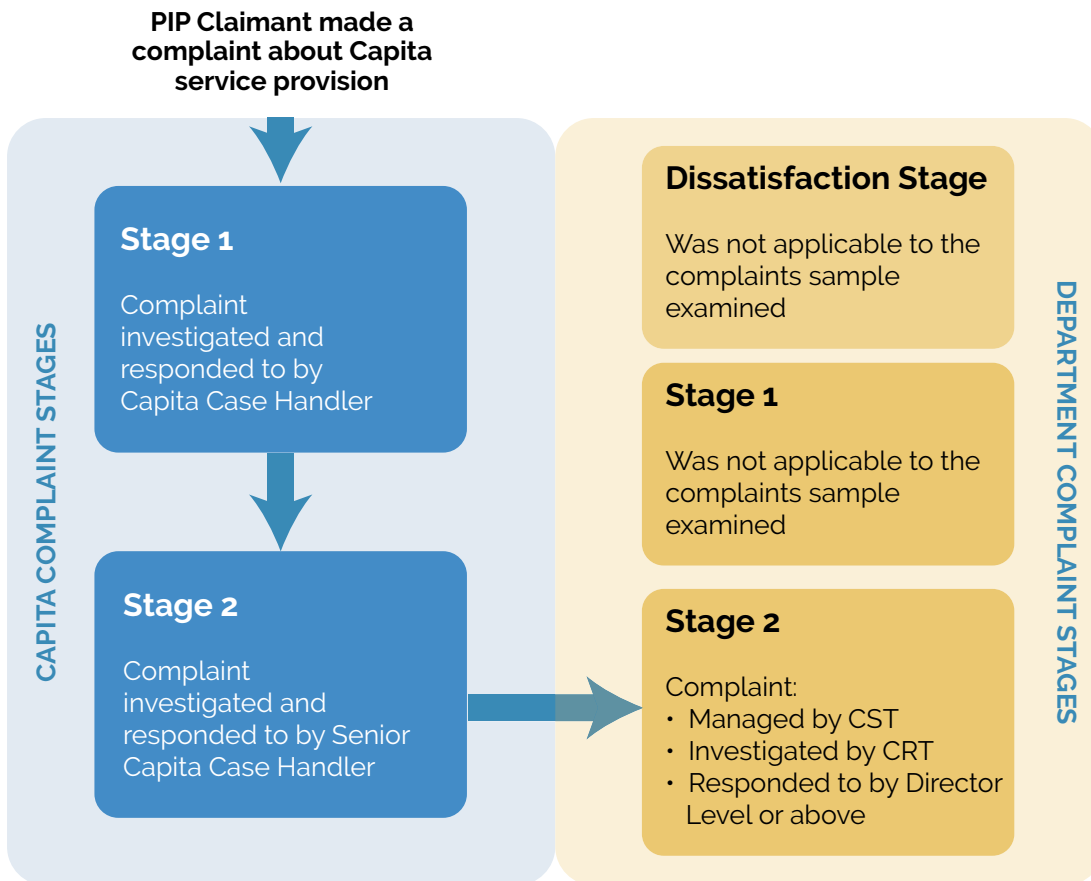 PIP Claimant made a
complaint about Capita
service provision
CAPITA COMPLAINT STAGES
Stage 1
Complaint
investigated and
responded to by
Capita Case Handler
Stage 2
Complaint
investigated and
responded to by Senior
Capita Case Handler
DEPARTMENT COMPLAINT STAGES
Dissatisfaction Stage
Was not applicable to the
complaints sample
examined
Stage 1
Was not applicable to the
complaints sample
examined
Stage 2
Complaint:
• Managed by CST
• Investigated by CRT
• Responded to by Director
Level or above